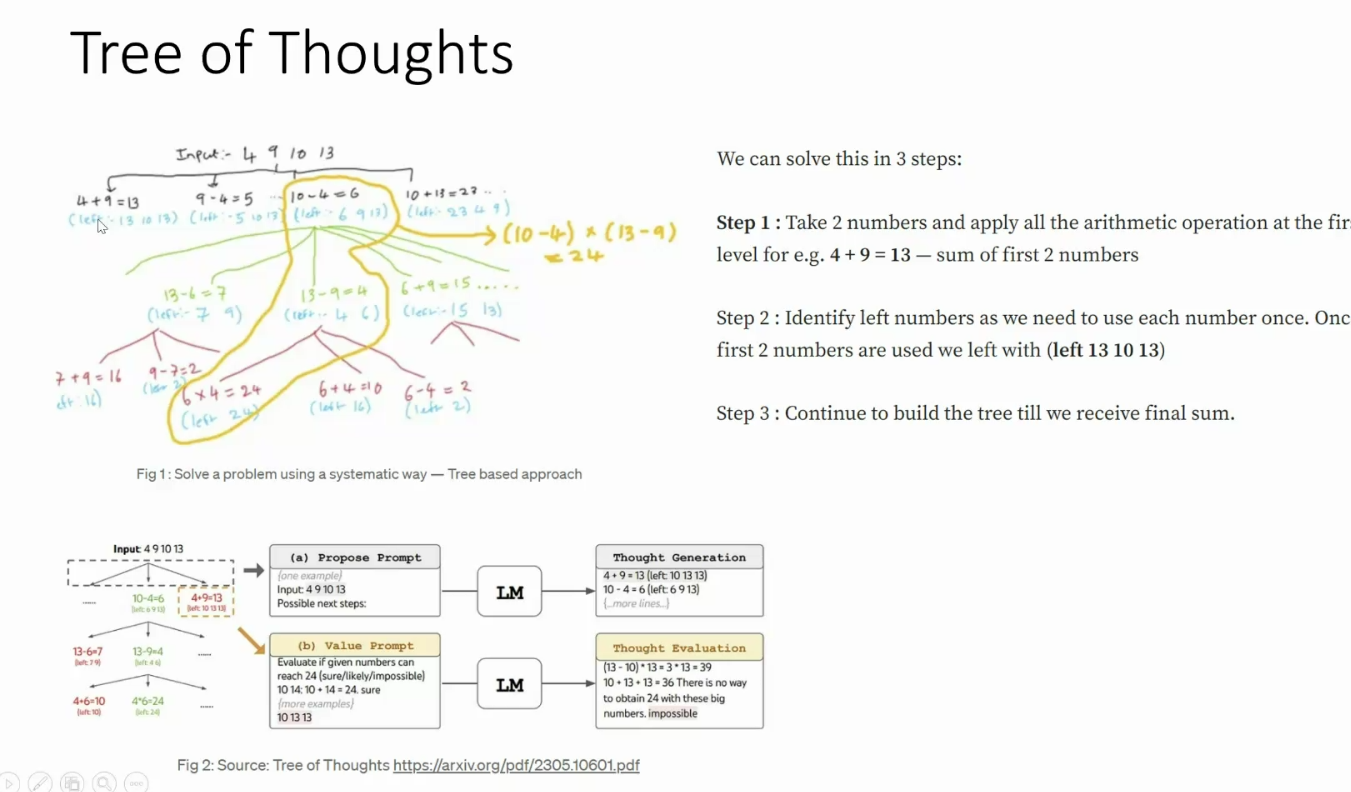 Tree of Thoughts
Input:- 4 9 10 13
4+9=13
(left:- 13 10 13)
9-4=5 ..
(left:- 5 10 13)
10-4=6
(left:- 6 9 13)
10+13=23 ..
(left:- 23 4 9)
(10-4) * (13-9)
= 24
13-6=7
(left:- 7 9)
13-9=4
(left:- 4 6)
6+9=15 .....
(left:-15 13)
7+9=16
ft:16)
9-7=2
(left 2)
6x4=24
(left 24)
6+4=10
(left 16)
6-4=2
(left 2)
Fig 1: Solve a problem using a systematic way — Tree based approach
We can solve this in 3 steps:
Step 1 : Take 2 numbers and apply all the arithmetic operation at the firs
level for e.g. 4 + 9 = 13 — sum of first 2 numbers
Step 2 : Identify left numbers as we need to use each number once. Onc
first 2 numbers are used we left with (left 13 10 13)
Step 3 : Continue to build the tree till we receive final sum.
Input: 4 9 10 13
......
10-4=6
(left: 6 9 13)
4+9=13
(left: 10 13 13)
13-6=7
(left: 7 9)
13-9=4
(left: 4 6)
......
4+6=10
(left: 10)
4*6=24
(left: 24)
......
(a) Propose Prompt
{one example}
Input: 4 9 10 13
Possible next steps:
LM
Thought Generation
4 + 9 = 13 (left: 10 13 13)
10 - 4 = 6 (left: 6 9 13)
{...more lines...}
(b) Value Prompt
Evaluate if given numbers can
reach 24 (sure/likely/impossible)
10 14: 10 + 14 = 24. sure
{more examples}
10 13 13
LM
Thought Evaluation
(13 - 10) * 13 = 3 * 13 = 39
10 + 13 + 13 = 36 There is no way
to obtain 24 with these big
numbers. impossible
Fig 2: Source: Tree of Thoughts https://arxiv.org/pdf/2305.10601.pdf